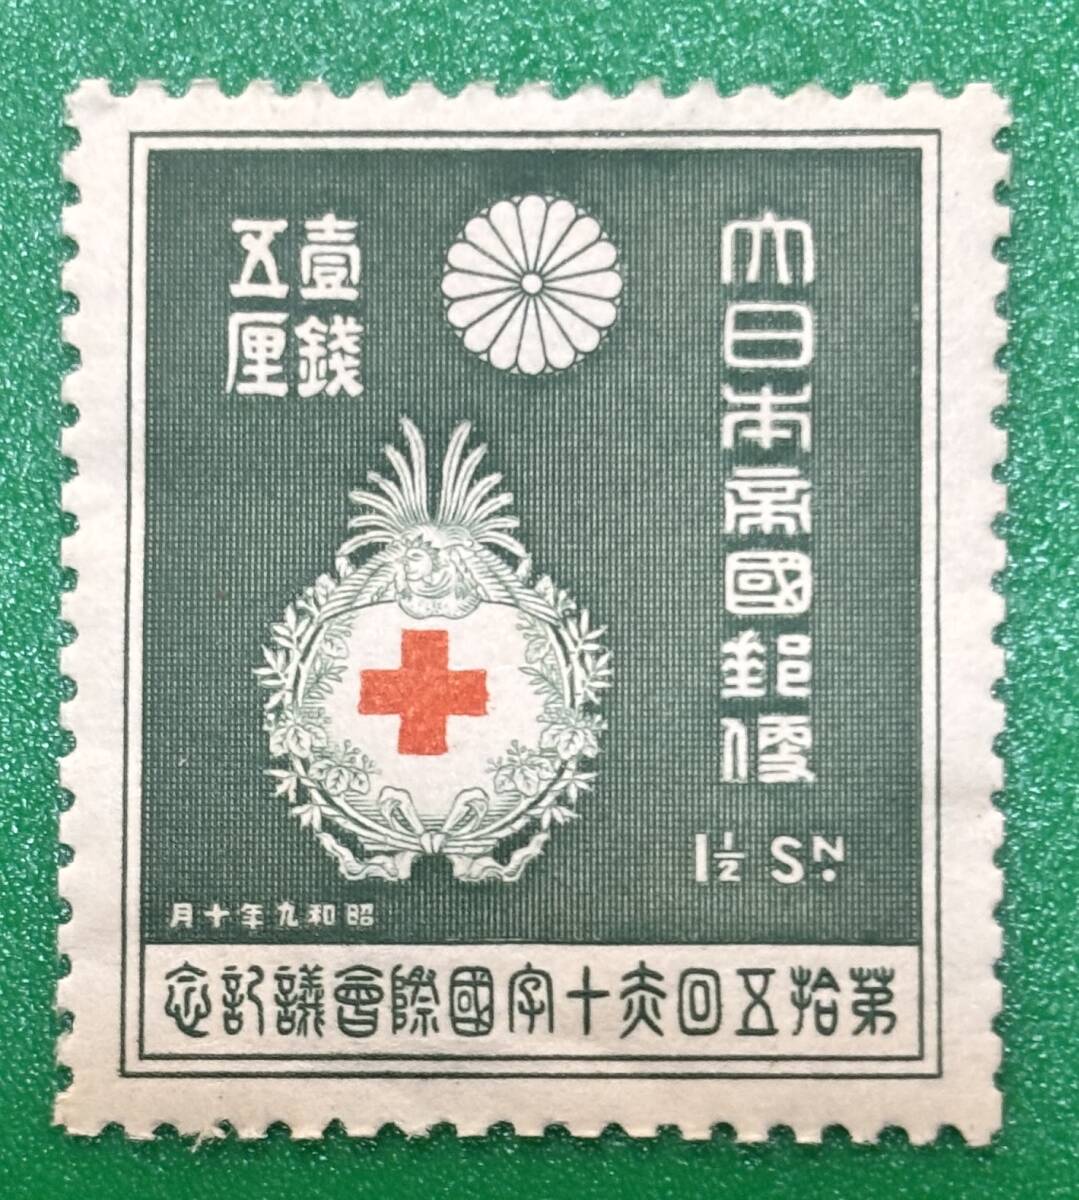 大日本帝國郵便
1½ SN.
壹錢
五厘
昭和九年十月
第拾五回赤十字國際會議記念